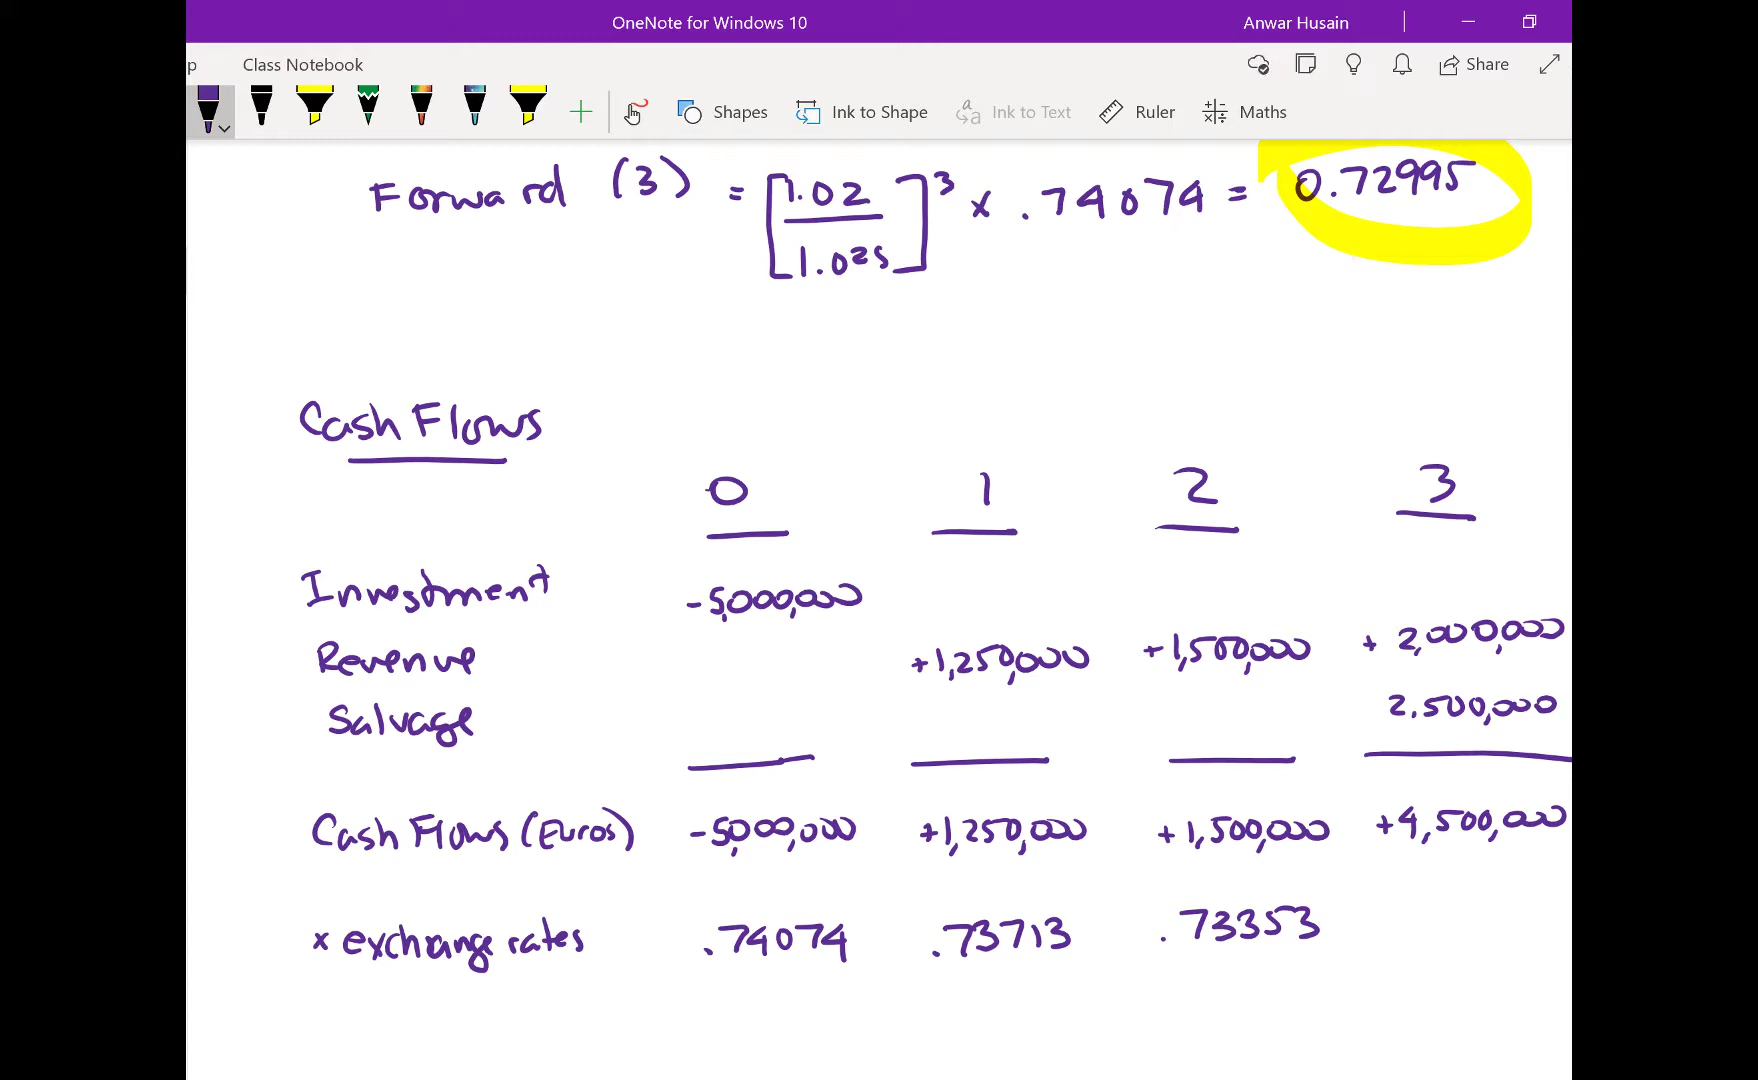 OneNote for Windows 10 Anwar Husain
p Class Notebook Share
Shapes Ink to Shape Ink to Text Ruler Maths
Forward (3) = [1.02 / 1.025]^3 x .74074 = 0.72995
Cash Flows
0 1 2 3
Investment -5,000,000
Revenue +1,250,000 +1,500,000 + 2,000,000
Salvage 2.500,000
Cash Flows (Euros) -5,000,000 +1,250,000 +1,500,000 +4,500,000
x exchange rates .74074 .73713 .73353